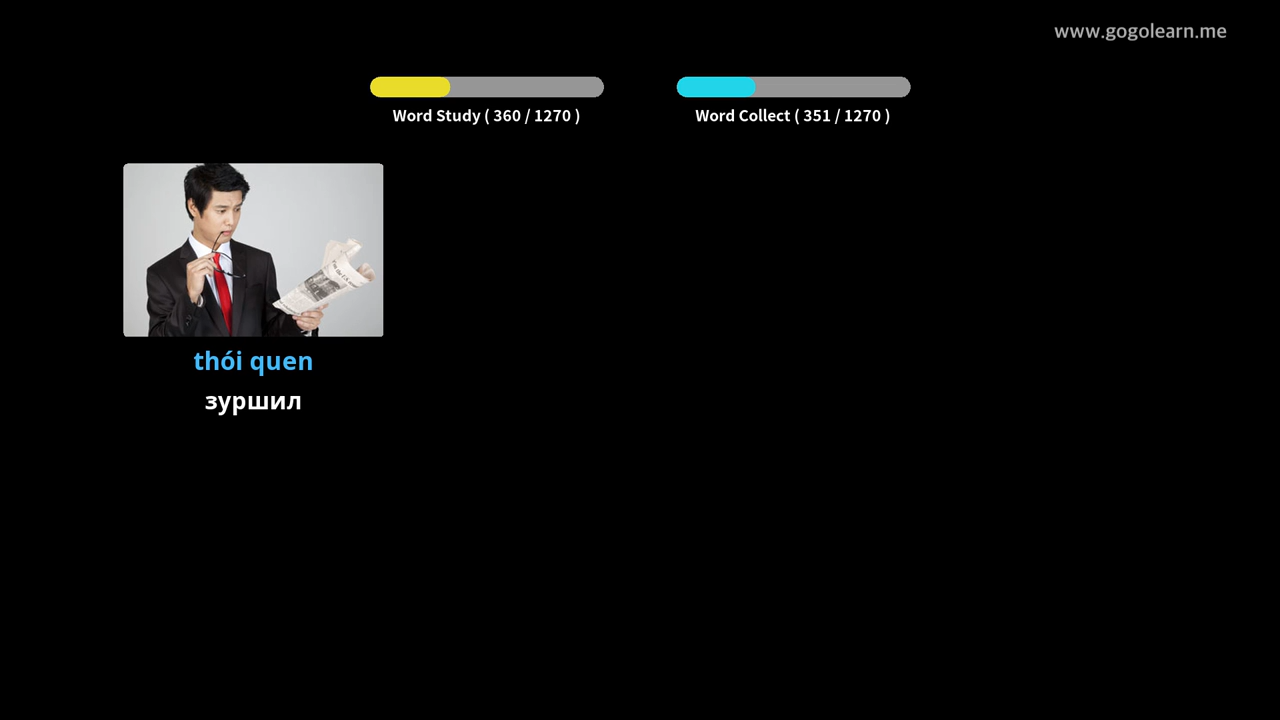 www.gogolearn.me
Word Study ( 360 / 1270 )
Word Collect ( 351 / 1270 )
thói quen
зуршил